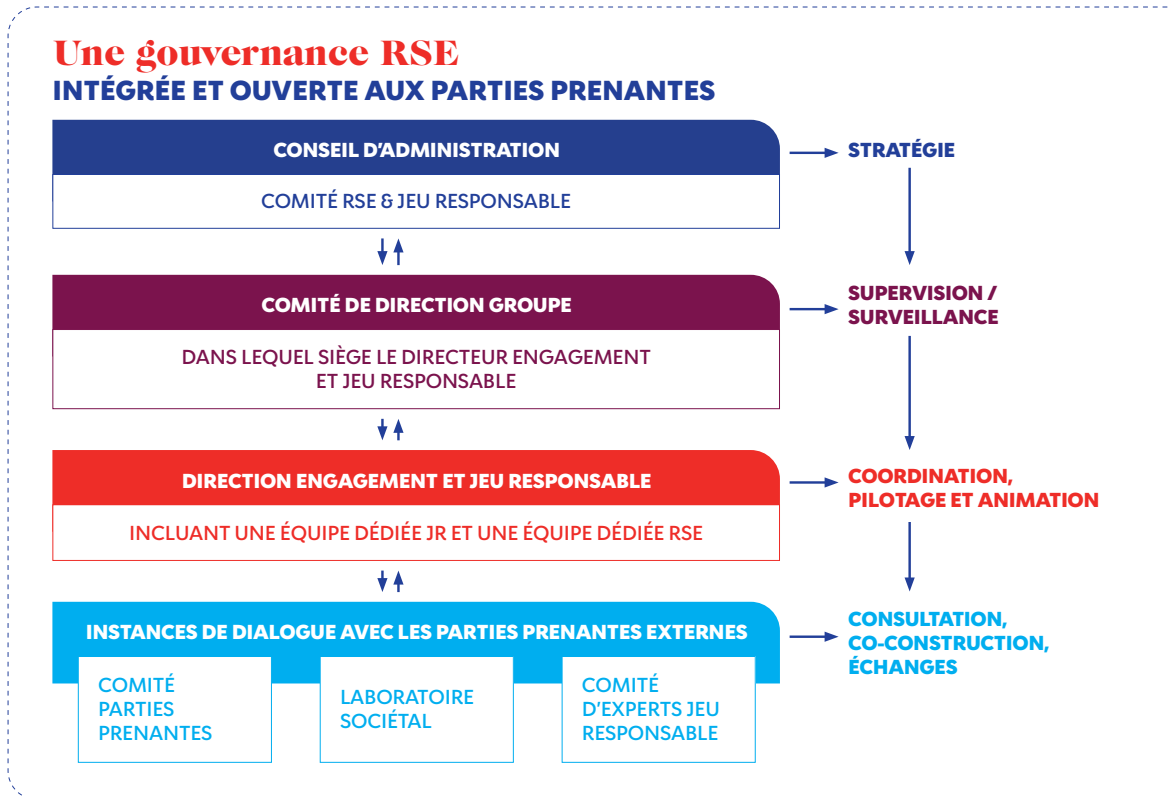 Une gouvernance RSE
INTÉGRÉE ET OUVERTE AUX PARTIES PRENANTES
CONSEIL D'ADMINISTRATION
COMITÉ RSE & JEU RESPONSABLE
STRATÉGIE
COMITÉ DE DIRECTION GROUPE
DANS LEQUEL SIÈGE LE DIRECTEUR ENGAGEMENT
ET JEU RESPONSABLE
SUPERVISION /
SURVEILLANCE
DIRECTION ENGAGEMENT ET JEU RESPONSABLE
INCLUANT UNE ÉQUIPE DÉDIÉE JR ET UNE ÉQUIPE DÉDIÉE RSE
COORDINATION,
PILOTAGE ET ANIMATION
INSTANCES DE DIALOGUE AVEC LES PARTIES PRENANTES EXTERNES
COMITÉ
PARTIES
PRENANTES
LABORATOIRE
SOCIÉTAL
COMITÉ
D'EXPERTS JEU
RESPONSABLE
CONSULTATION,
CO-CONSTRUCTION,
ÉCHANGES